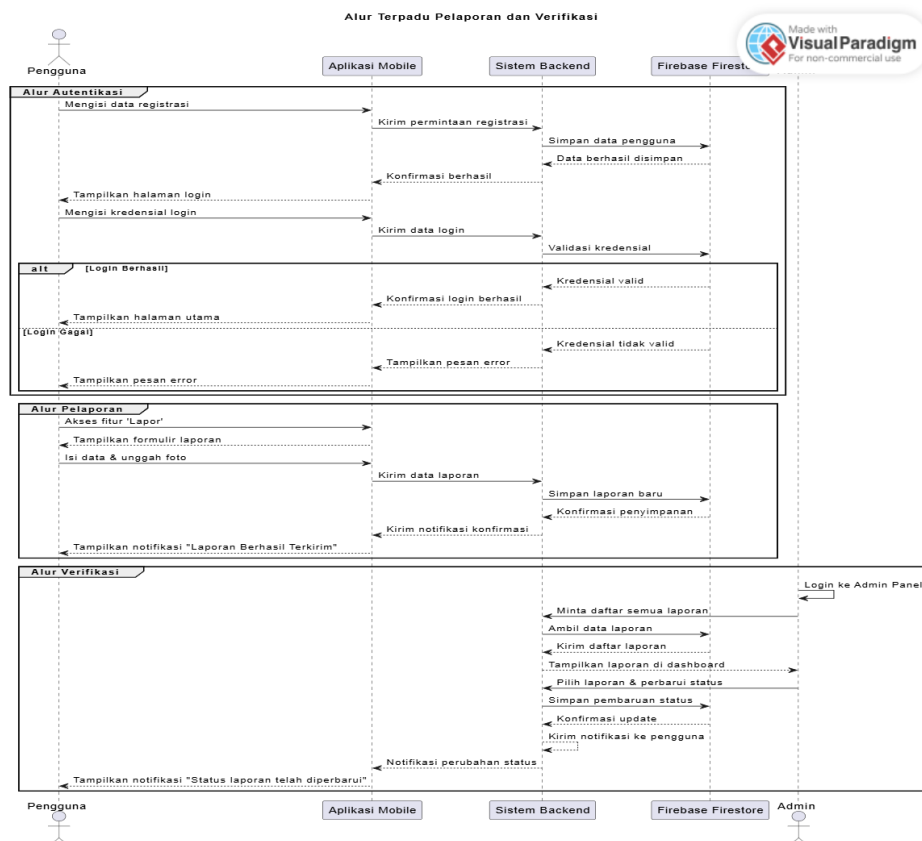 Alur Terpadu Pelaporan dan Verifikasi
Made with
Visual Paradigm
For non-commercial use
Pengguna
Aplikasi Mobile
Sistem Backend
Firebase Firestore
Alur Autentikasi
Mengisi data registrasi
Kirim permintaan registrasi
Simpan data pengguna
Data berhasil disimpan
Konfirmasi berhasil
Tampilkan halaman login
Mengisi kredensial login
Kirim data login
Validasi kredensial
alt [Login Berhasil]
Kredensial valid
Konfirmasi login berhasil
Tampilkan halaman utama
[Login Gagal]
Kredensial tidak valid
Tampilkan pesan error
Tampilkan pesan error
Alur Pelaporan
Akses fitur 'Lapor'
Tampilkan formulir laporan
Isi data & unggah foto
Kirim data laporan
Simpan laporan baru
Konfirmasi penyimpanan
Kirim notifikasi konfirmasi
Tampilkan notifikasi "Laporan Berhasil Terkirim"
Alur Verifikasi
Login ke Admin Panel
Minta daftar semua laporan
Ambil data laporan
Kirim daftar laporan
Tampilkan laporan di dashboard
Pilih laporan & perbarui status
Simpan pembaruan status
Konfirmasi update
Kirim notifikasi ke pengguna
Notifikasi perubahan status
Tampilkan notifikasi "Status laporan telah diperbarui"
Pengguna
Aplikasi Mobile
Sistem Backend
Firebase Firestore
Admin